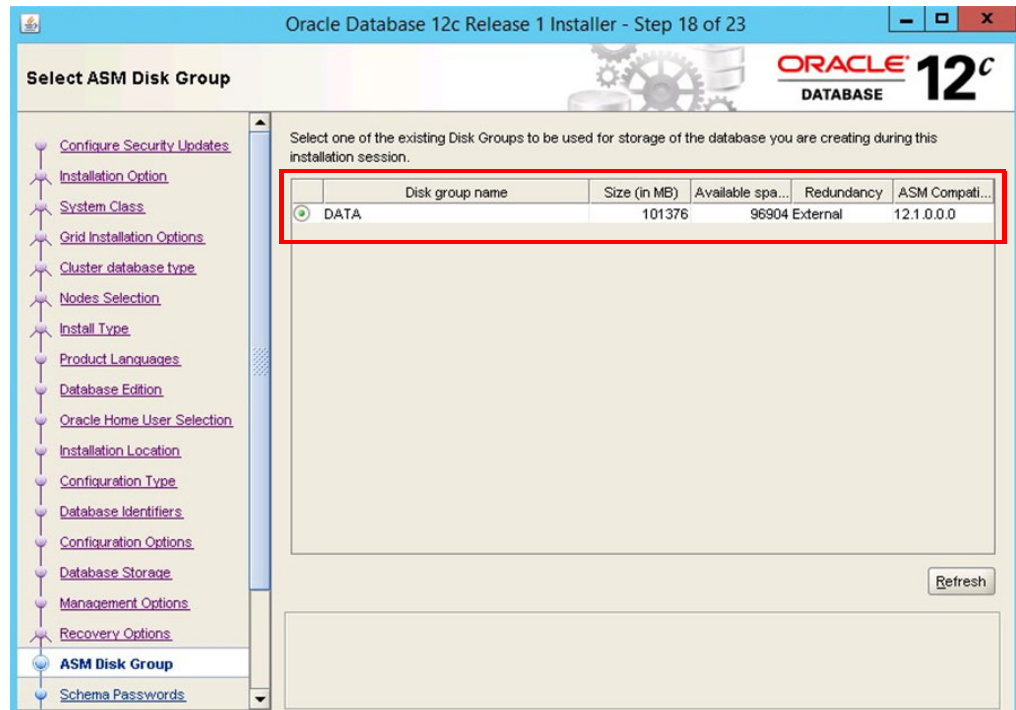 Oracle Database 12c Release 1 Installer - Step 18 of 23
Select ASM Disk Group
ORACLE 12c
DATABASE
Configure Security Updates
Installation Option
System Class
Grid Installation Options
Cluster database type
Nodes Selection
Install Type
Product Languages
Database Edition
Oracle Home User Selection
Installation Location
Configuration Type
Database Identifiers
Configuration Options
Database Storage
Management Options
Recovery Options
ASM Disk Group
Schema Passwords
Select one of the existing Disk Groups to be used for storage of the database you are creating during this
installation session.
Disk group name Size (in MB) Available spa... Redundancy ASM Compati...
DATA 101376 96904 External 12.1.0.0.0
Refresh